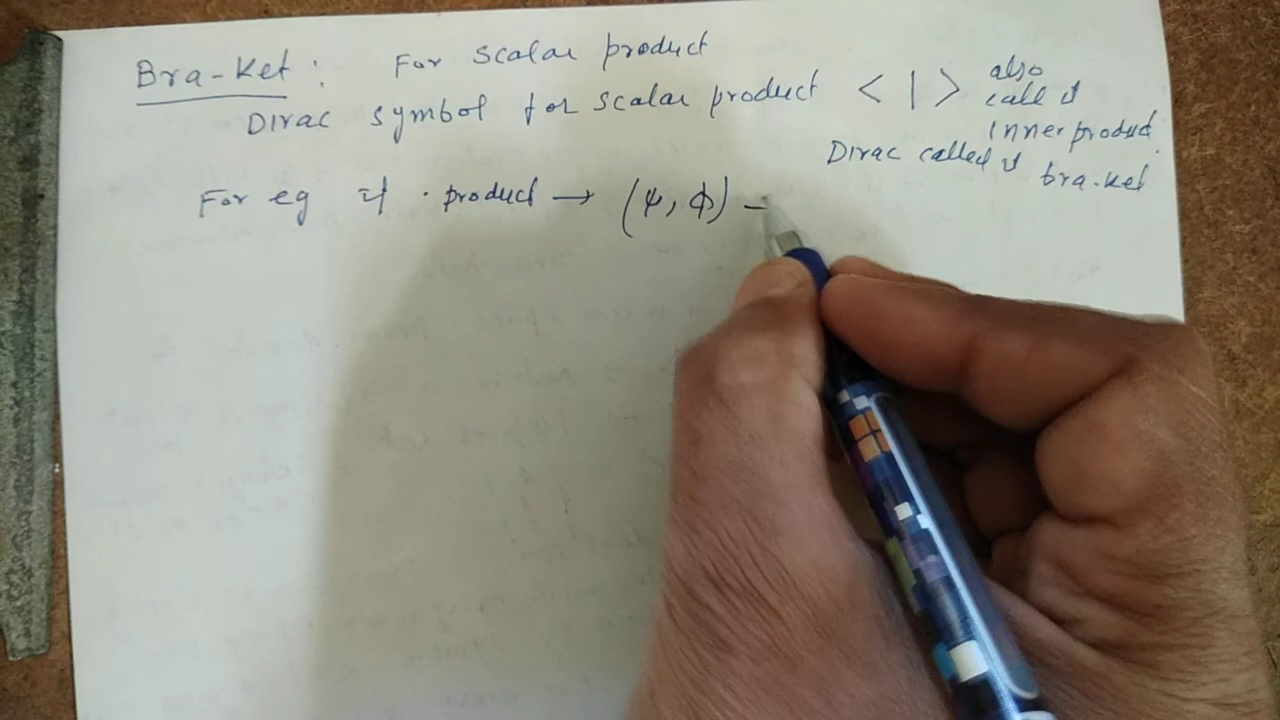 Bra-Ket : For scalar product
Dirac symbol for scalar product < | > also
call it
inner product
Dirac called it
bra-ket
For eg if · product → (ψ, φ) –